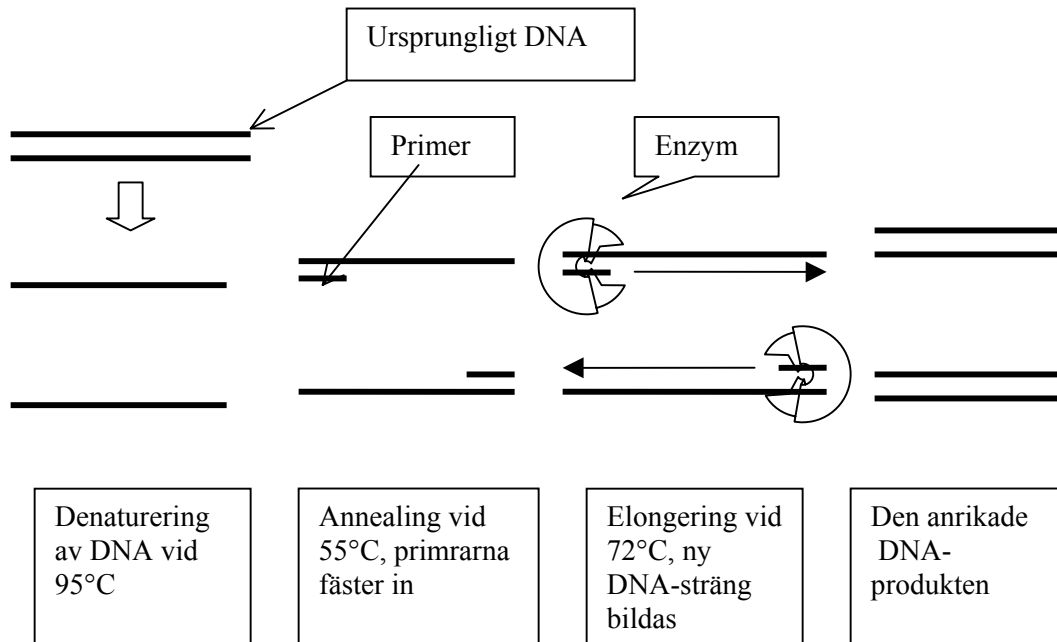 Ursprungligt DNA
Primer
Enzym
Denaturering
av DNA vid
95°C
Annealing vid
55°C, primrarna
fäster in
Elongering vid
72°C, ny
DNA-sträng
bildas
Den anrikade
DNA-
produkten